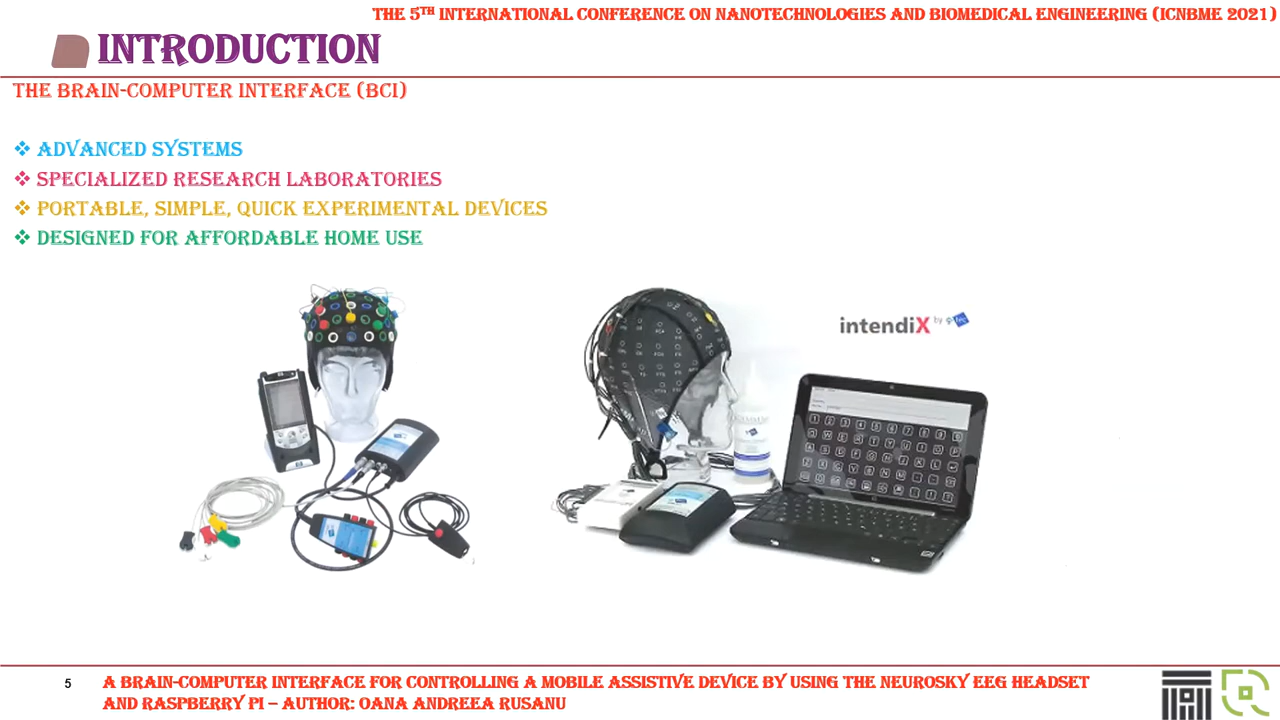 THE 5TH INTERNATIONAL CONFERENCE ON NANOTECHNOLOGIES AND BIOMEDICAL ENGINEERING (ICNBME 2021)
INTRODUCTION
THE BRAIN-COMPUTER INTERFACE (BCI)
❖ ADVANCED SYSTEMS
❖ SPECIALIZED RESEARCH LABORATORIES
❖ PORTABLE, SIMPLE, QUICK EXPERIMENTAL DEVICES
❖ DESIGNED FOR AFFORDABLE HOME USE
intendiX by g.tec
5
A BRAIN-COMPUTER INTERFACE FOR CONTROLLING A MOBILE ASSISTIVE DEVICE BY USING THE NEUROSKY EEG HEADSET
AND RASPBERRY PI – AUTHOR: OANA ANDREEA RUSANU